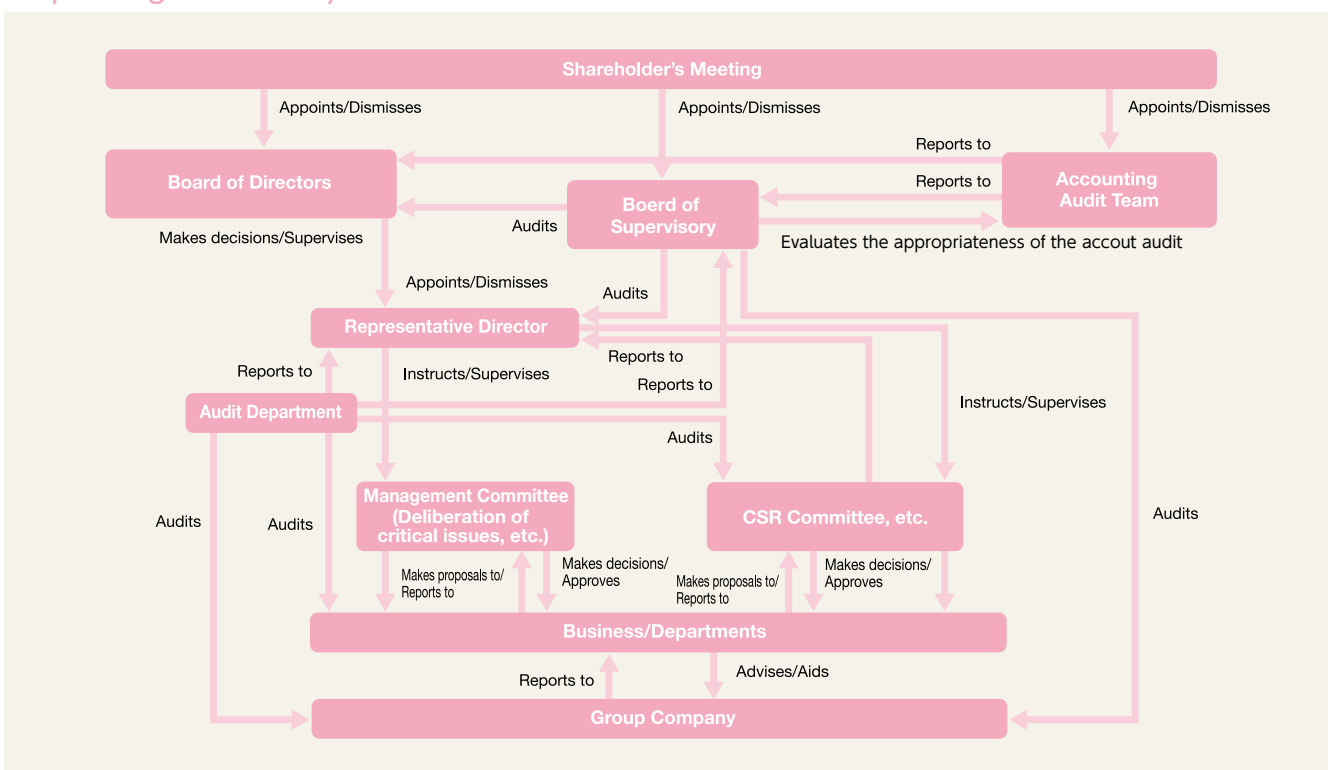 Shareholder's Meeting
Appoints/Dismisses
Appoints/Dismisses
Appoints/Dismisses
Reports to
Board of Directors
Reports to
Accounting
Audit Team
Boerd of
Supervisory
Audits
Makes decisions/Supervises
Evaluates the appropriateness of the accout audit
Appoints/Dismisses
Audits
Representative Director
Reports to
Reports to
Instructs/Supervises
Reports to
Audit Department
Instructs/Supervises
Audits
Management Committee
(Deliberation of
critical issues, etc.)
CSR Committee, etc.
Audits
Audits
Audits
Makes proposals to/
Reports to
Makes decisions/
Approves
Makes proposals to/
Reports to
Makes decisions/
Approves
Business/Departments
Reports to
Advises/Aids
Group Company